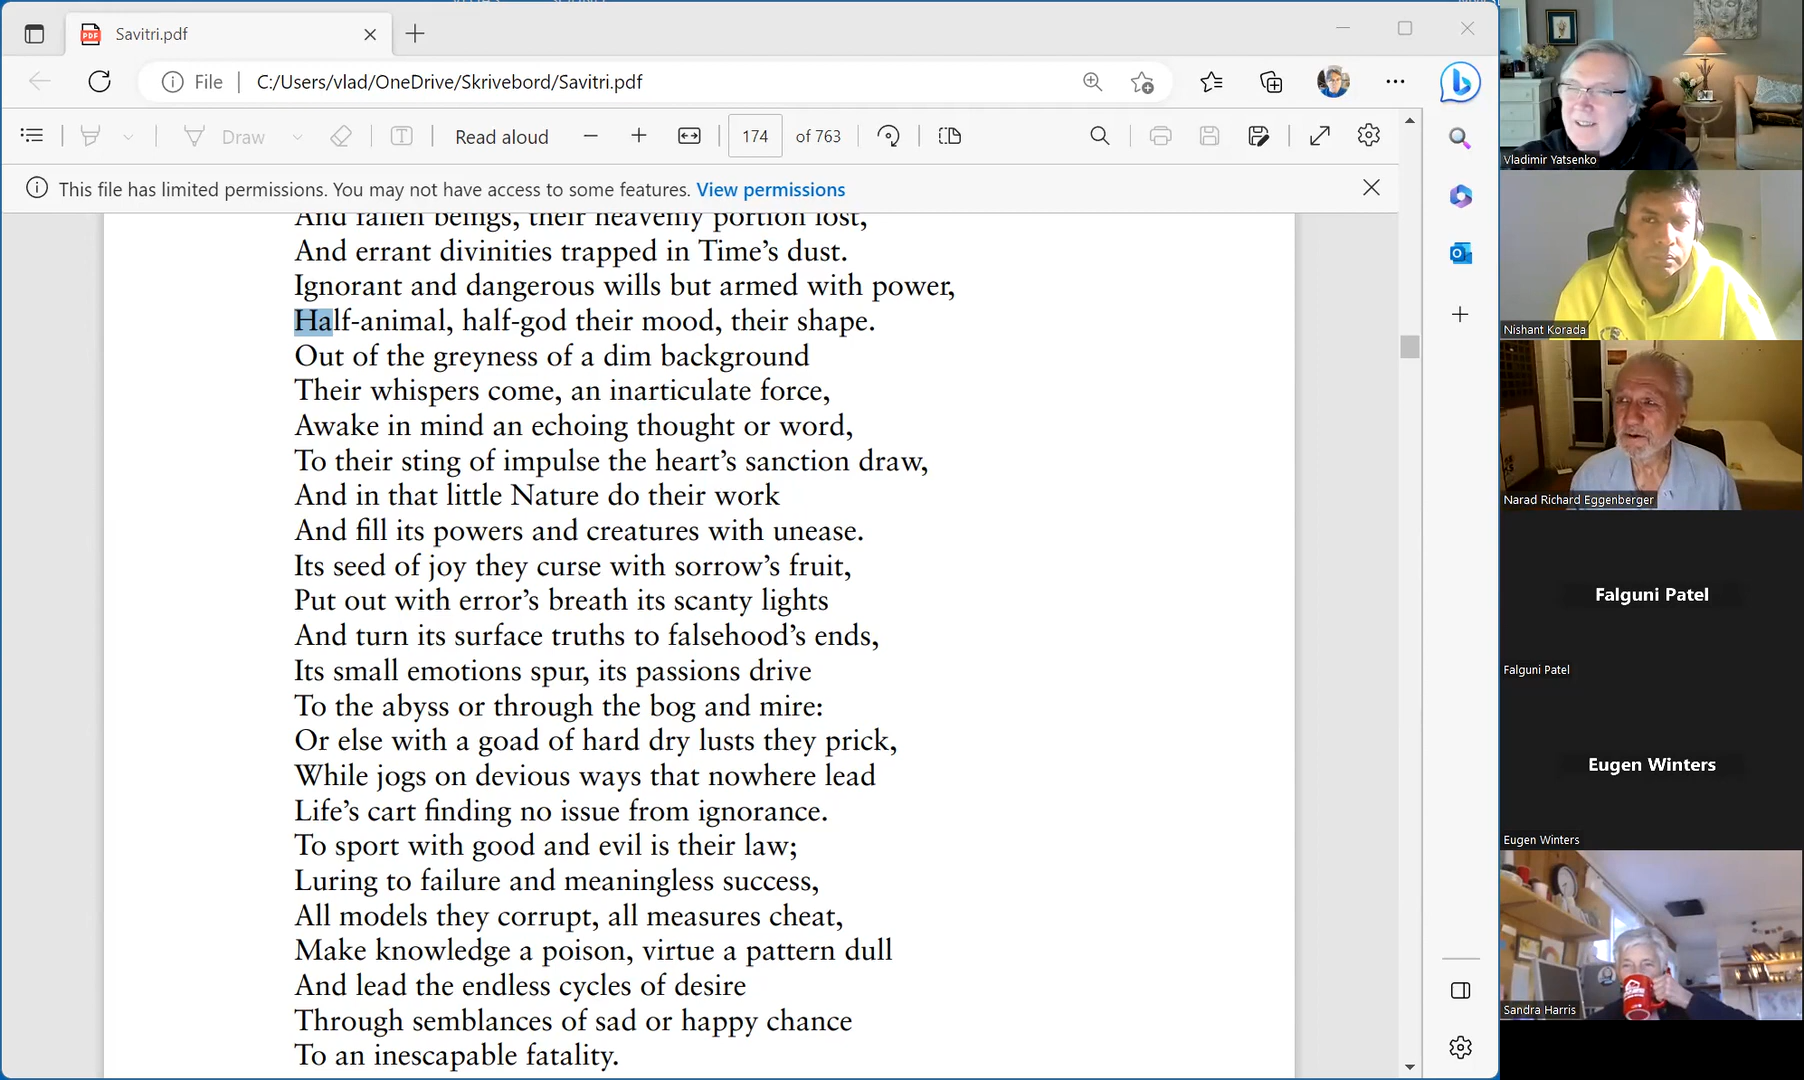 Savitri.pdf
File
C:/Users/vlad/OneDrive/Skrivebord/Savitri.pdf
Draw
Read aloud
174
of 763
This file has limited permissions. You may not have access to some features. View permissions
And fallen beings, their heavenly portion lost,
And errant divinities trapped in Time’s dust.
Ignorant and dangerous wills but armed with power,
Half-animal, half-god their mood, their shape.
Out of the greyness of a dim background
Their whispers come, an inarticulate force,
Awake in mind an echoing thought or word,
To their sting of impulse the heart’s sanction draw,
And in that little Nature do their work
And fill its powers and creatures with unease.
Its seed of joy they curse with sorrow’s fruit,
Put out with error’s breath its scanty lights
And turn its surface truths to falsehood’s ends,
Its small emotions spur, its passions drive
To the abyss or through the bog and mire:
Or else with a goad of hard dry lusts they prick,
While jogs on devious ways that nowhere lead
Life’s cart finding no issue from ignorance.
To sport with good and evil is their law;
Luring to failure and meaningless success,
All models they corrupt, all measures cheat,
Make knowledge a poison, virtue a pattern dull
And lead the endless cycles of desire
Through semblances of sad or happy chance
To an inescapable fatality.
Vladimir Yatsenko
Nishant Korada
Narad Richard Eggenberger
Falguni Patel
Falguni Patel
Eugen Winters
Eugen Winters
Sandra Harris